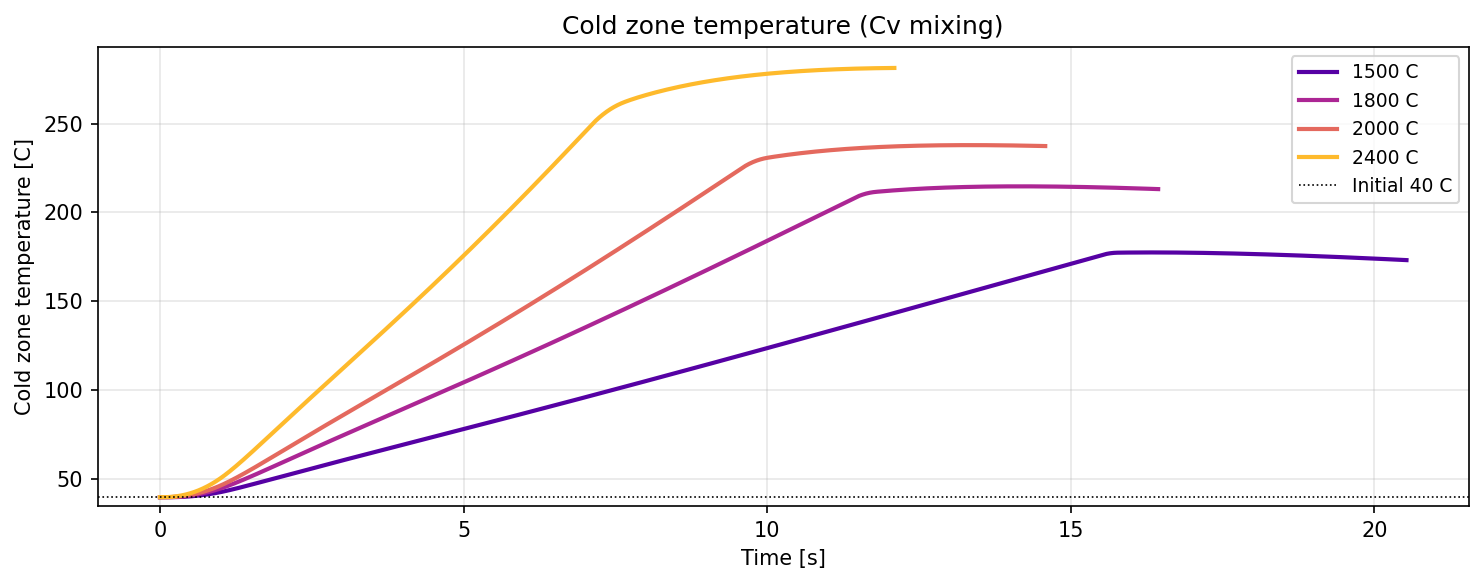 Cold zone temperature (Cv mixing)
Cold zone temperature [C]
250
200
150
100
50
1500 C
1800 C
2000 C
2400 C
Initial 40 C
0
5
10
15
20
Time [s]